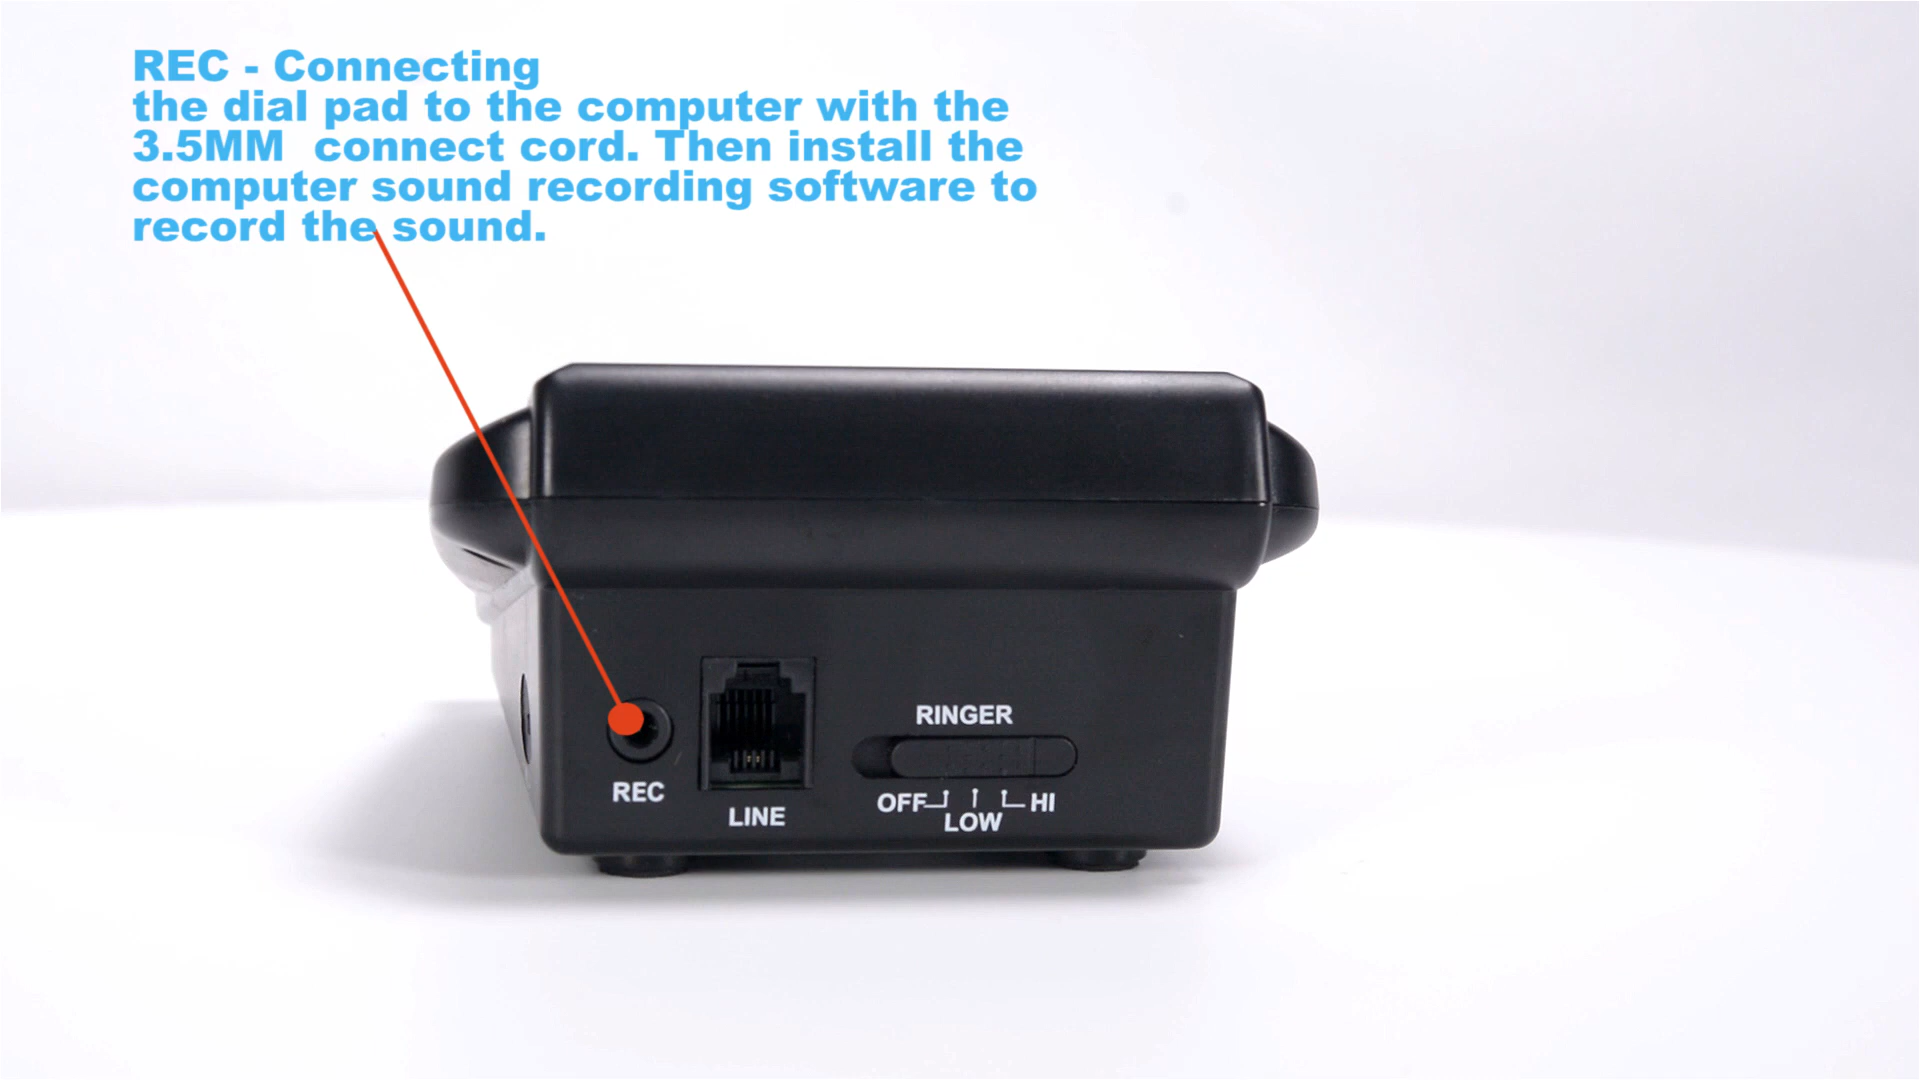 REC - Connecting
the dial pad to the computer with the
3.5MM  connect cord. Then install the
computer sound recording software to
record the sound.
RINGER
REC
LINE
OFF
HI
LOW